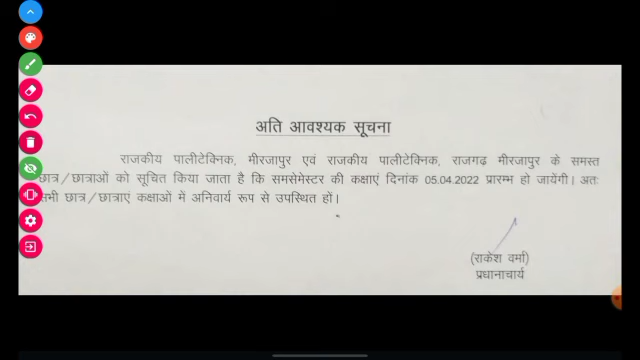 अति आवश्यक सूचना
राजकीय पालीटेक्निक, मीरजापुर एवं राजकीय पालीटेक्निक, राजगढ़ मीरजापुर के समस्त
छात्र/छात्राओं को सूचित किया जाता है कि समसेमेस्टर की कक्षाएं दिनांक 05.04.2022 प्रारम्भ हो जायेंगी। अतः
छात्र/छात्राएं कक्षाओं में अनिवार्य रूप से उपस्थित हों।
(राकेश वर्मा)
प्रधानाचार्य